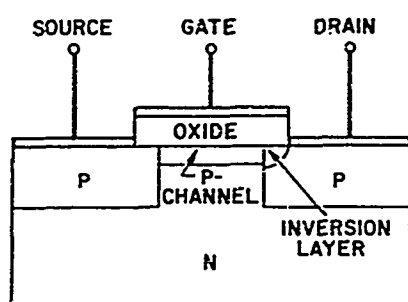 SOURCE GATE DRAIN
OXIDE
P P-
CHANNEL P
INVERSION
LAYER
N